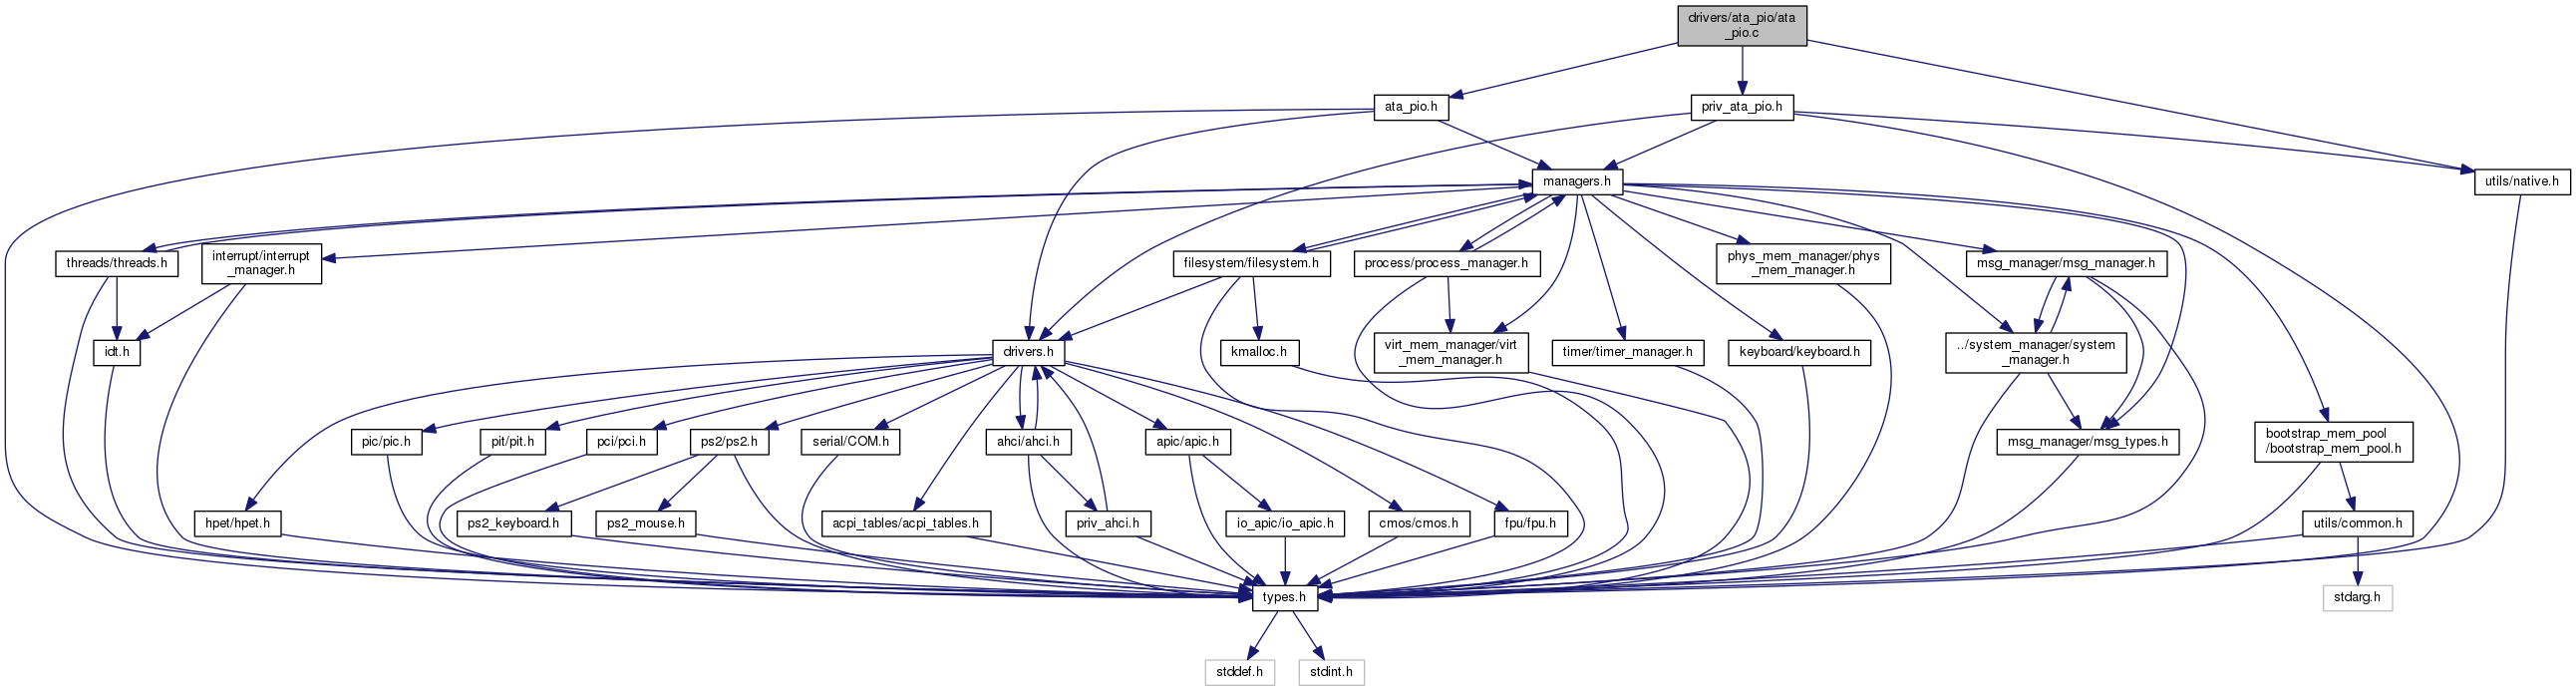 drivers/ata_pio/ata
_pio.c
ata_pio.h
priv_ata_pio.h
managers.h
utils/native.h
threads/threads.h
interrupt/interrupt
_manager.h
filesystem/filesystem.h
process/process_manager.h
phys_mem_manager/phys
_mem_manager.h
msg_manager/msg_manager.h
idt.h
drivers.h
kmalloc.h
virt_mem_manager/virt
_mem_manager.h
timer/timer_manager.h
keyboard/keyboard.h
../system_manager/system
_manager.h
pic/pic.h
pit/pit.h
pci/pci.h
ps2/ps2.h
serial/COM.h
ahci/ahci.h
apic/apic.h
msg_manager/msg_types.h
bootstrap_mem_pool
/bootstrap_mem_pool.h
hpet/hpet.h
ps2_keyboard.h
ps2_mouse.h
acpi_tables/acpi_tables.h
priv_ahci.h
io_apic/io_apic.h
cmos/cmos.h
fpu/fpu.h
utils/common.h
types.h
stdarg.h
stddef.h
stdint.h